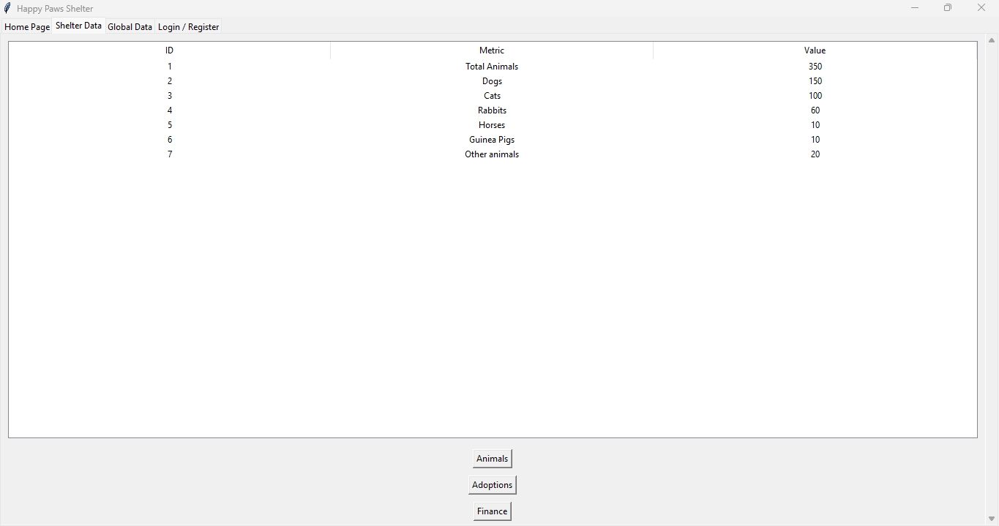 Happy Paws Shelter
Home Page Shelter Data Global Data Login / Register
ID Metric Value
1 Total Animals 350
2 Dogs 150
3 Cats 100
4 Rabbits 60
5 Horses 10
6 Guinea Pigs 10
7 Other animals 20
Animals
Adoptions
Finance